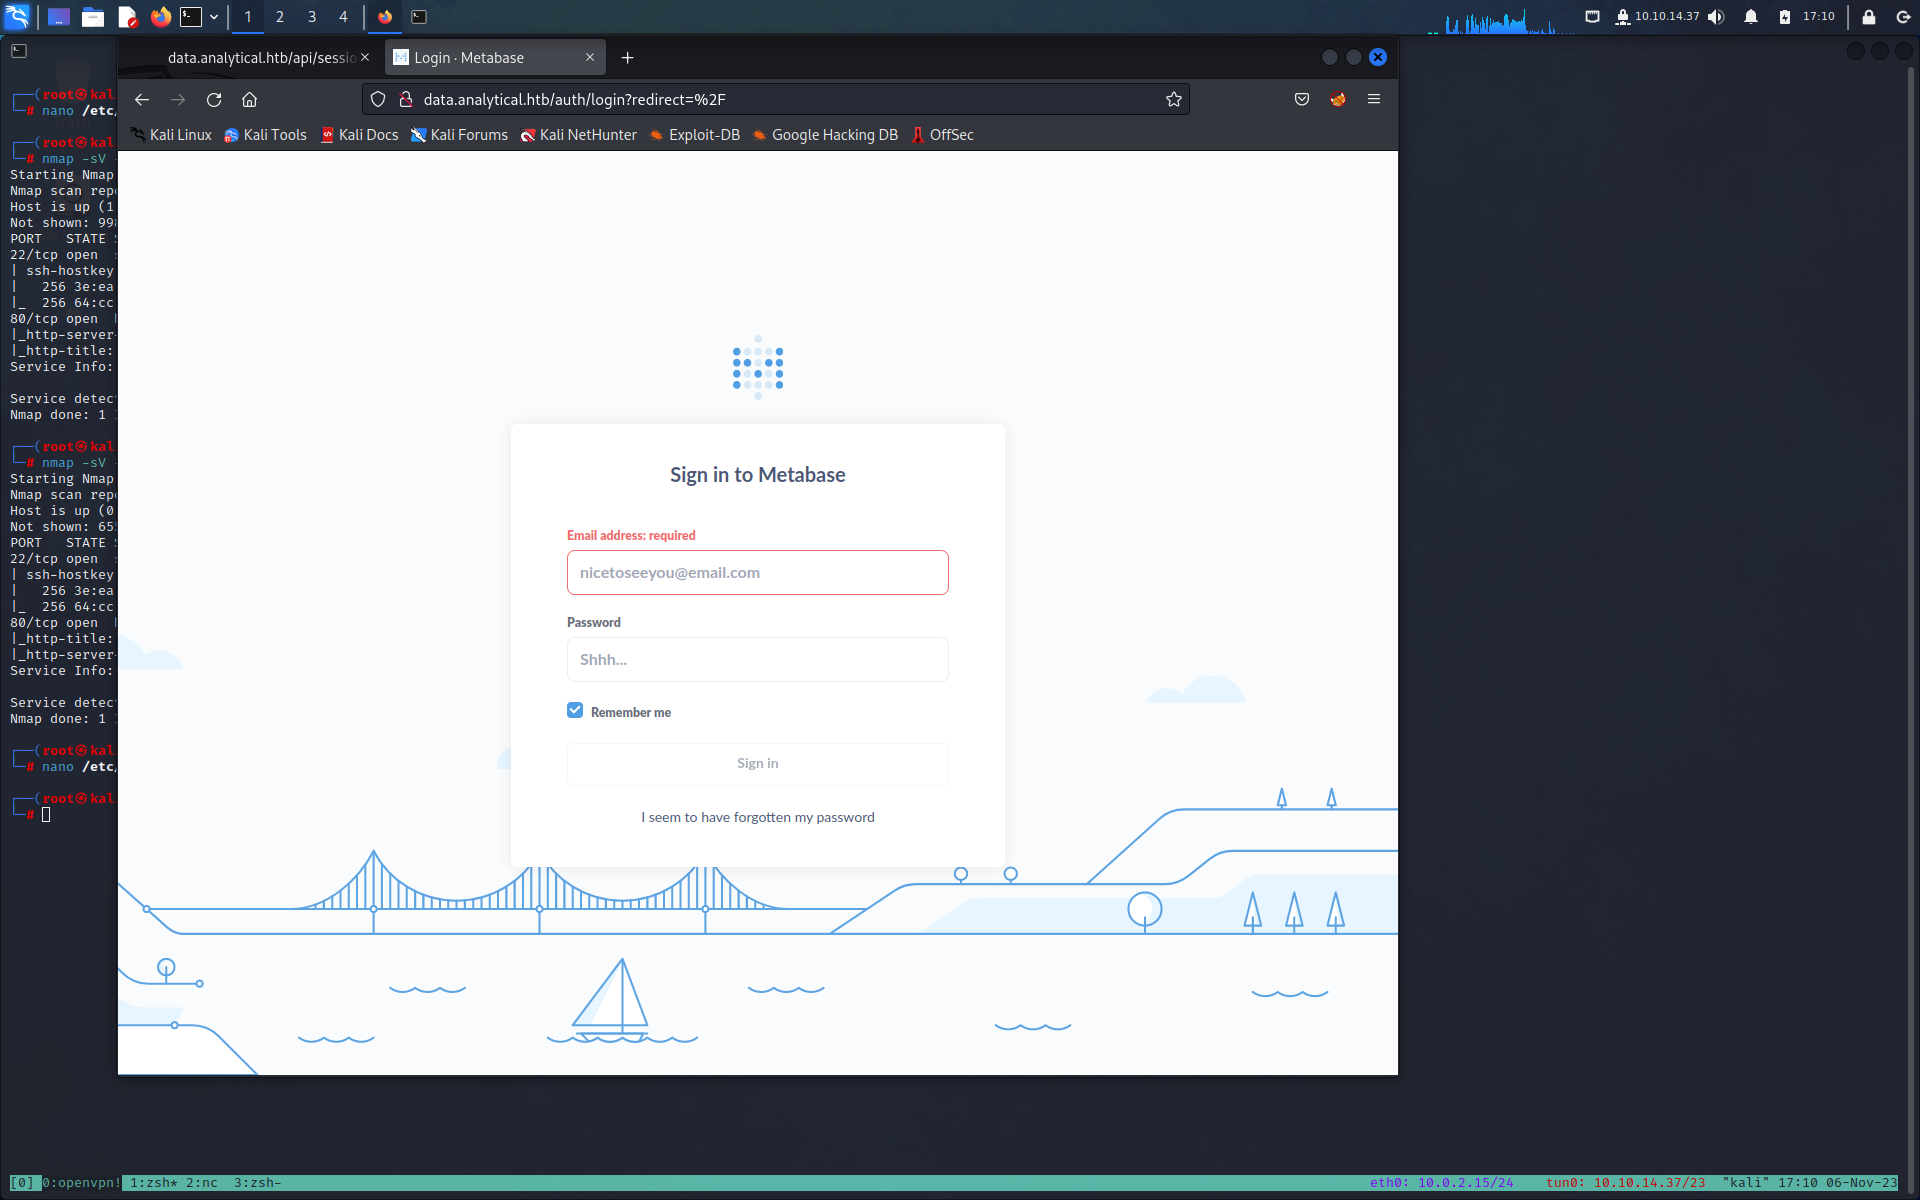 1 2 3 4
10.10.14.37 17:10
data.analytical.htb/api/sessio
Login · Metabase
data.analytical.htb/auth/login?redirect=%2F
Kali Linux Kali Tools Kali Docs Kali Forums Kali NetHunter Exploit-DB Google Hacking DB OffSec
┌──(root㉿kal
└─# nano /etc/
┌──(root㉿kal
└─# nmap -sV
Starting Nmap
Nmap scan rep
Host is up (1
Not shown: 99
PORT STATE
22/tcp open
| ssh-hostkey
| 256 3e:ea
|_ 256 64:cc
80/tcp open
|_http-server
|_http-title:
Service Info:
Service detec
Nmap done: 1
┌──(root㉿kal
└─# nmap -sV
Starting Nmap
Nmap scan rep
Host is up (0
Not shown: 655
PORT STATE
22/tcp open
| ssh-hostkey
| 256 3e:ea
|_ 256 64:cc
80/tcp open
|_http-title:
|_http-server
Service Info:
Service detec
Nmap done: 1
┌──(root㉿kal
└─# nano /etc/
┌──(root㉿kal
└─#
Sign in to Metabase
Email address: required
nicetoseeyou@email.com
Password
Shhh...
Remember me
Sign in
I seem to have forgotten my password
[0] 0:openvpn! 1:zsh* 2:nc 3:zsh- eth0: 10.0.2.15/24 tun0: 10.10.14.37/23 "kali" 17:10 06-Nov-23